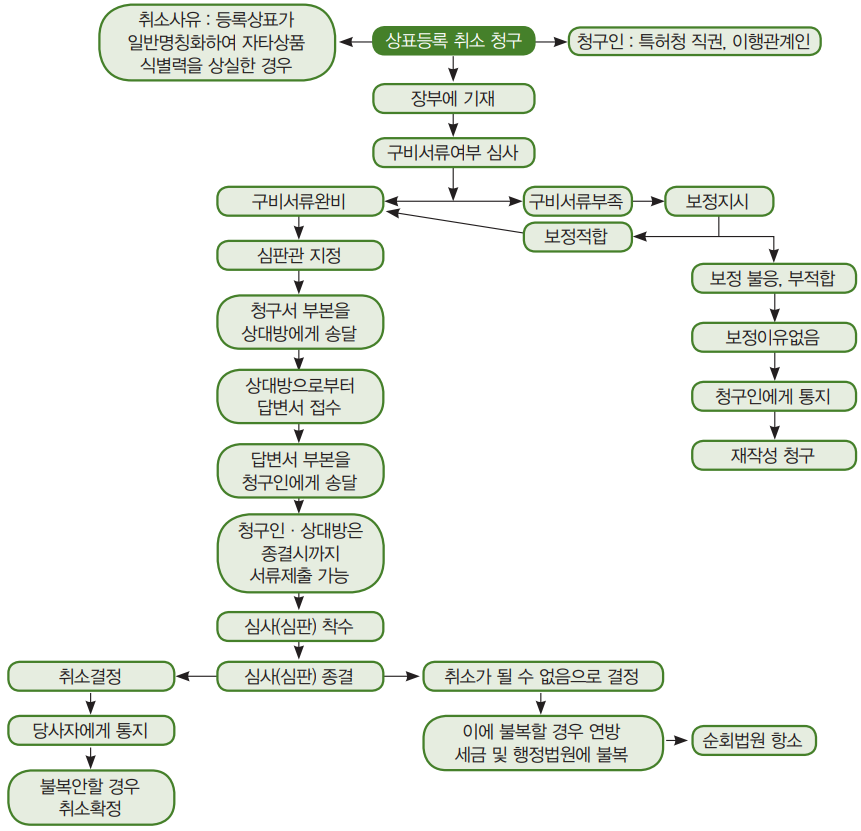 취소사유 : 등록상표가
일반명칭화하여 자타상품
식별력을 상실한 경우
상표등록 취소 청구
청구인 : 특허청 직권, 이행관계인
장부에 기재
구비서류여부 심사
구비서류완비
구비서류부족
보정지시
보정적합
심판관 지정
보정 불응, 부적합
청구서 부본을
상대방에게 송달
보정이유없음
상대방으로부터
답변서 접수
청구인에게 통지
답변서 부본을
청구인에게 송달
재작성 청구
청구인 · 상대방은
종결시까지
서류제출 가능
심사(심판) 착수
취소결정
심사(심판) 종결
취소가 될 수 없음으로 결정
당사자에게 통지
이에 불복할 경우 연방
세금 및 행정법원에 불복
순회법원 항소
불복안할 경우
취소확정